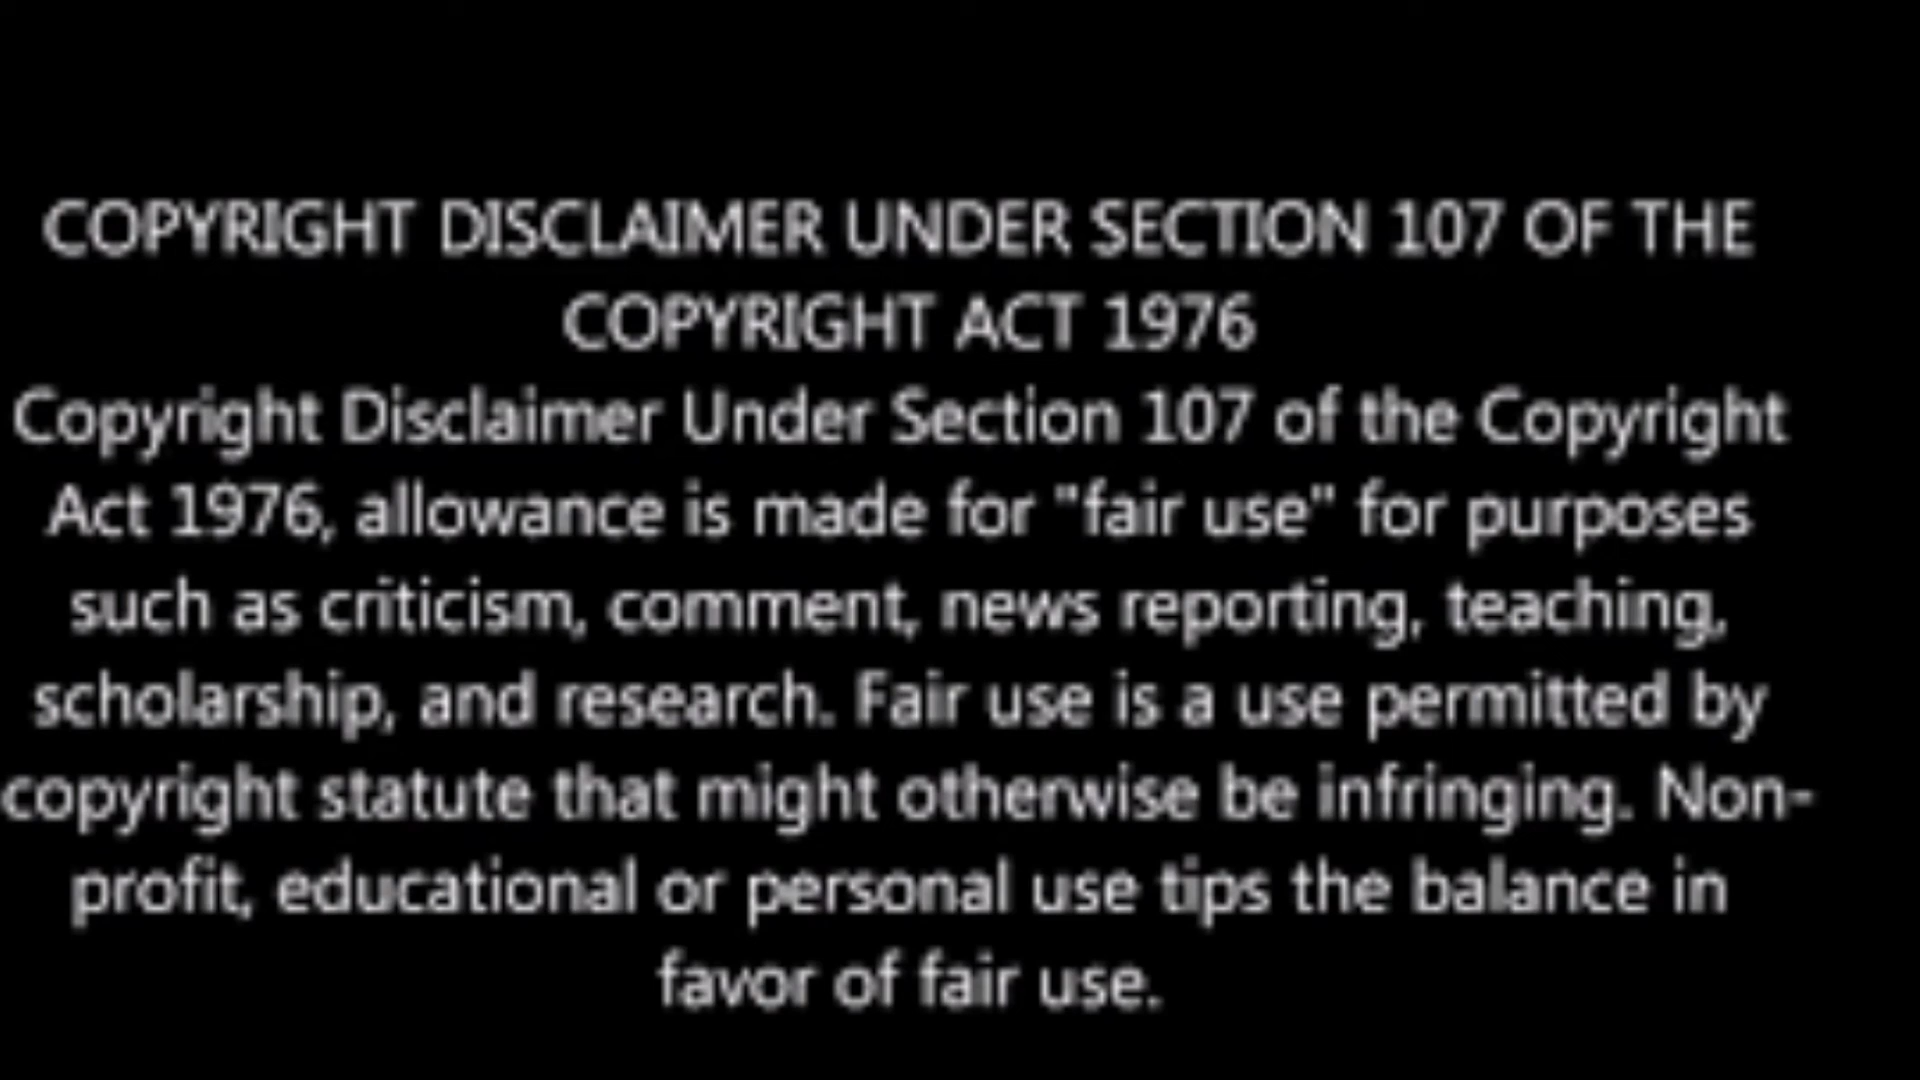 COPYRIGHT DISCLAIMER UNDER SECTION 107 OF THE
COPYRIGHT ACT 1976
Copyright Disclaimer Under Section 107 of the Copyright
Act 1976, allowance is made for "fair use" for purposes
such as criticism, comment, news reporting, teaching,
scholarship, and research. Fair use is a use permitted by
copyright statute that might otherwise be infringing. Non-
profit, educational or personal use tips the balance in
favor of fair use.